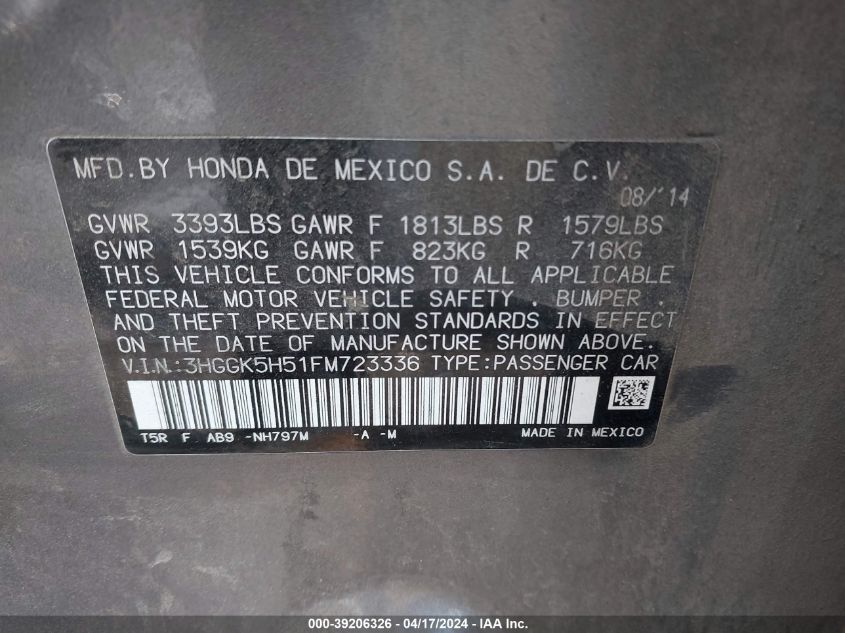 MFD.BY HONDA DE MEXICO S.A. DE C.V.
08/'14
GVWR 3393LBS GAWR F 1813LBS R 1579LBS
GVWR 1539KG GAWR F 823KG R 716KG
THIS VEHICLE CONFORMS TO ALL APPLICABLE
FEDERAL MOTOR VEHICLE SAFETY , BUMPER ,
AND THEFT PREVENTION STANDARDS IN EFFECT
ON THE DATE OF MANUFACTURE SHOWN ABOVE.
V.I.N.:3HGGK5H51FM723336 TYPE:PASSENGER CAR
T5R F AB9 -NH797M -A -M MADE IN MEXICO
000-39206326 - 04/17/2024 - IAA Inc.